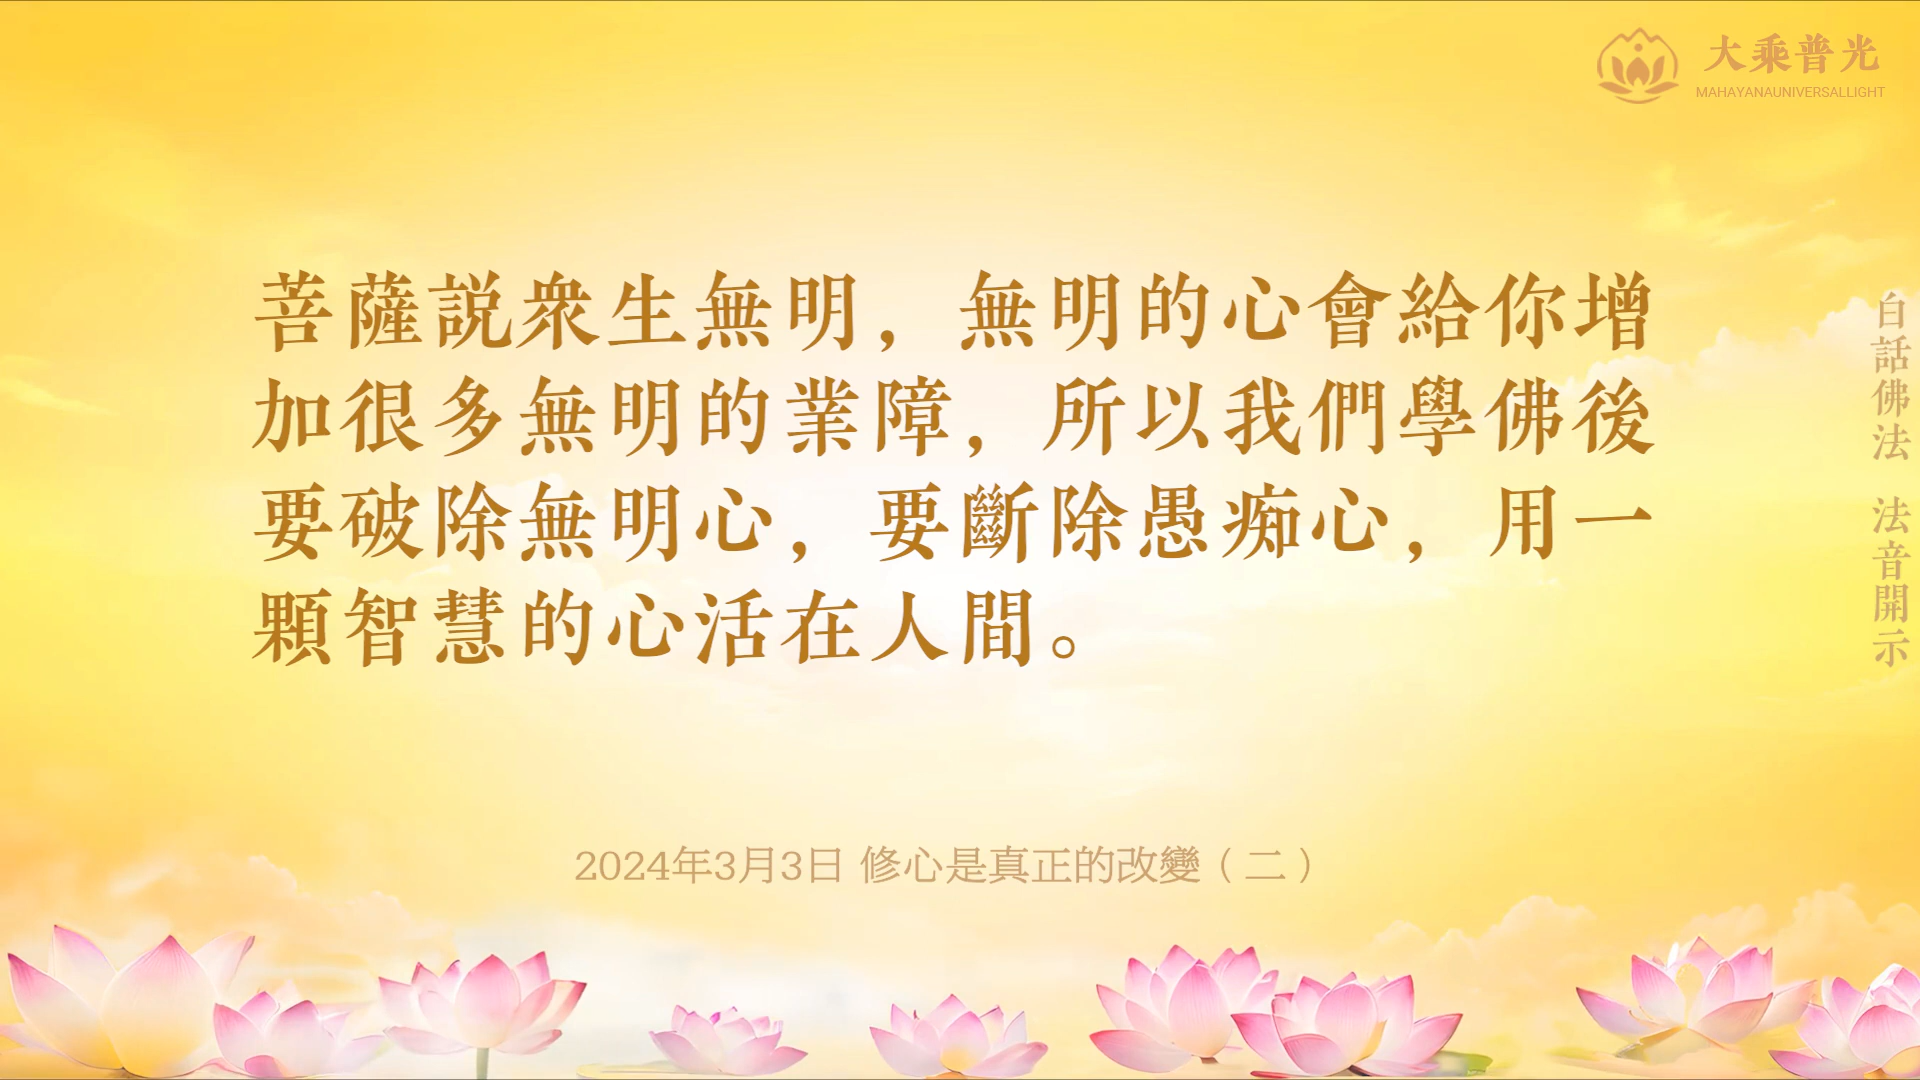 大乘普光
MAHAYANAUNIVERSALLIGHT
菩薩説衆生無明，無明的心會給你增
加很多無明的業障，所以我們學佛後
要破除無明心，要斷除愚痴心，用一
顆智慧的心活在人間。
白話佛法 法音開示
2024年3月3日 修心是真正的改變（二）